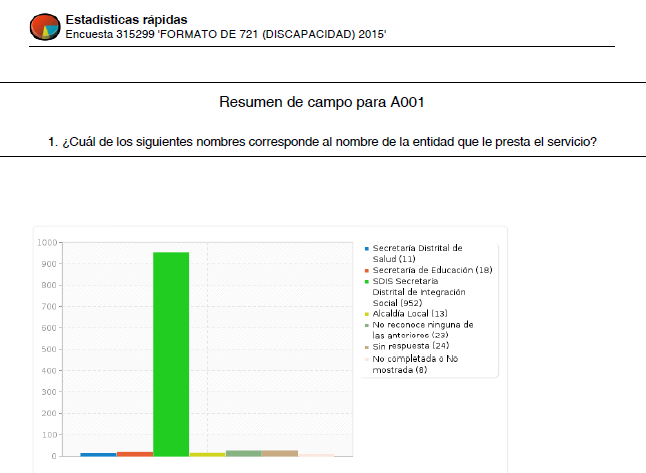 Estadísticas rápidas
Encuesta 315299 'FORMATO DE 721 (DISCAPACIDAD) 2015'
Resumen de campo para A001
1. ¿Cuál de los siguientes nombres corresponde al nombre de la entidad que le presta el servicio?
1000
900
800
700
600
500
400
300
200
100
0
Secretaría Distrital de
Salud (11)
Secretaría de Educación (18)
SDIS Secretaria
Distrital de Integración
Social (952)
Alcaldía Local (13)
No reconoce ninguna de
las anteriores (23)
Sin respuesta (24)
No completada o No
mostrada (8)